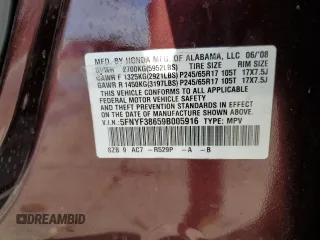 MFD. BY HONDA MFG. OF ALABAMA, LLC 06/'08
GVWR 2700KG(5952LBS) TIRE SIZE RIM SIZE
GAWR F 1325KG(2921LBS) P245/65R17 105T 17X7.5J
GAWR R 1450KG(3197LBS) P245/65R17 105T 17X7.5J
THIS VEHICLE CONFORMS TO ALL APPLICABLE
FEDERAL MOTOR VEHICLE SAFETY AND THEFT
PREVENTION STANDARDS IN EFFECT ON THE DATE
OF MANUFACTURE SHOWN ABOVE.
V.I.N.: 5FNYF38659B005916 TYPE: MPV
SZB 9 AC7 - R529P - A - B